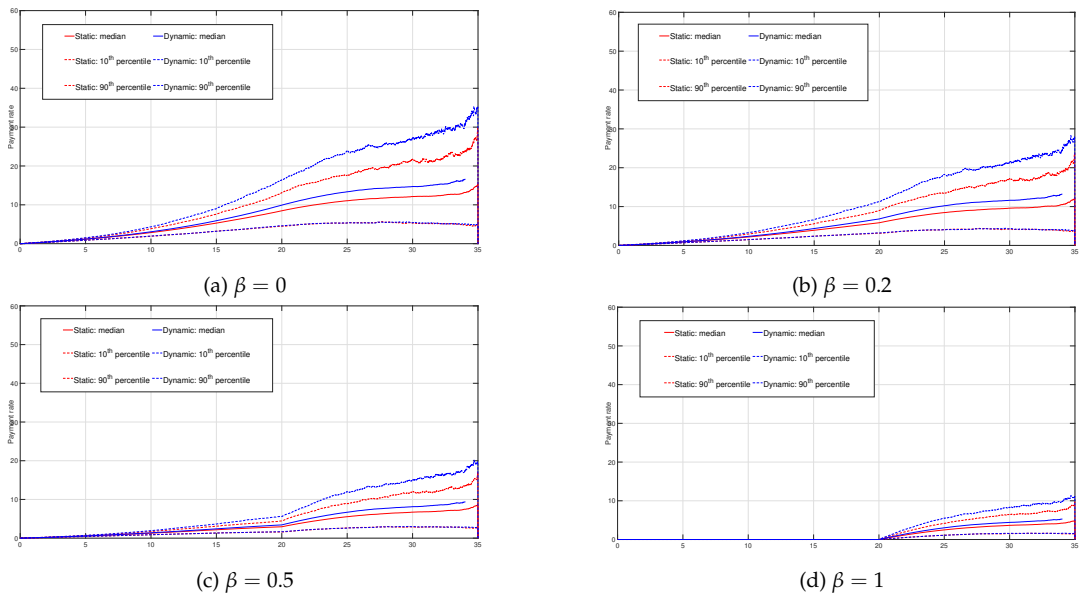 60
50
40
30
20
10
0
Payment rate
Static: median Dynamic: median
Static: 10th percentile Dynamic: 10th percentile
Static: 90th percentile Dynamic: 90th percentile
0 5 10 15 20 25 30 35
(a) β = 0
60
50
40
30
20
10
0
Payment rate
Static: median Dynamic: median
Static: 10th percentile Dynamic: 10th percentile
Static: 90th percentile Dynamic: 90th percentile
0 5 10 15 20 25 30 35
(b) β = 0.2
60
50
40
30
20
10
0
Payment rate
Static: median Dynamic: median
Static: 10th percentile Dynamic: 10th percentile
Static: 90th percentile Dynamic: 90th percentile
0 5 10 15 20 25 30 35
(c) β = 0.5
60
50
40
30
20
10
0
Payment rate
Static: median Dynamic: median
Static: 10th percentile Dynamic: 10th percentile
Static: 90th percentile Dynamic: 90th percentile
0 5 10 15 20 25 30 35
(d) β = 1